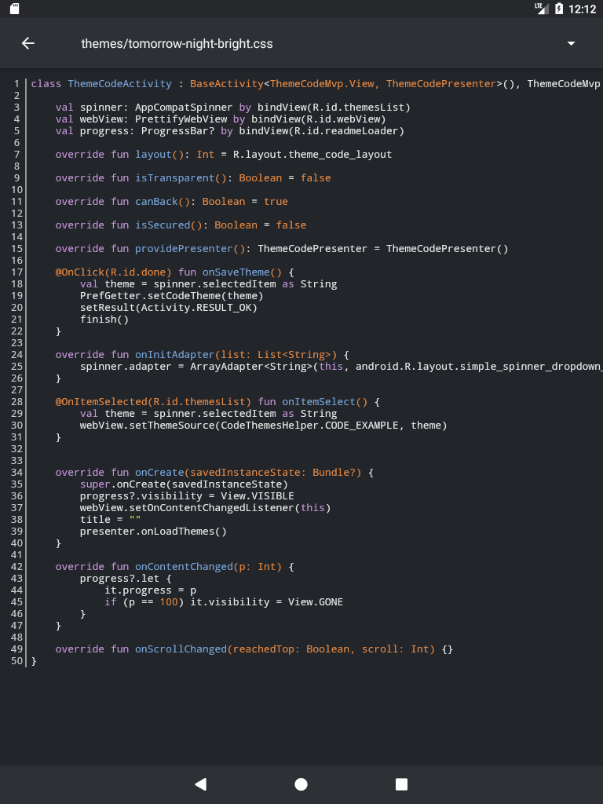 LTE 12:12
themes/tomorrow-night-bright.css
1 class ThemeCodeActivity : BaseActivity<ThemeCodeMvp.View, ThemeCodePresenter>(), ThemeCodeMvp
2
3 val spinner: AppCompatSpinner by bindView(R.id.themesList)
4 val webView: PrettifyWebView by bindView(R.id.webView)
5 val progress: ProgressBar? by bindView(R.id.readmeLoader)
6
7 override fun layout(): Int = R.layout.theme_code_layout
8
9 override fun isTransparent(): Boolean = false
10
11 override fun canBack(): Boolean = true
12
13 override fun isSecured(): Boolean = false
14
15 override fun providePresenter(): ThemeCodePresenter = ThemeCodePresenter()
16
17 @OnClick(R.id.done) fun onSaveTheme() {
18 val theme = spinner.selectedItem as String
19 PrefGetter.setCodeTheme(theme)
20 setResult(Activity.RESULT_OK)
21 finish()
22 }
23
24 override fun onInitAdapter(list: List<String>) {
25 spinner.adapter = ArrayAdapter<String>(this, android.R.layout.simple_spinner_dropdown_
26 }
27
28 @OnItemSelected(R.id.themesList) fun onItemSelect() {
29 val theme = spinner.selectedItem as String
30 webView.setThemeSource(CodeThemesHelper.CODE_EXAMPLE, theme)
31 }
32
33
34 override fun onCreate(savedInstanceState: Bundle?) {
35 super.onCreate(savedInstanceState)
36 progress?.visibility = View.VISIBLE
37 webView.setOnContentChangedListener(this)
38 title = ""
39 presenter.onLoadThemes()
40 }
41
42 override fun onContentChanged(p: Int) {
43 progress?.let {
44 it.progress = p
45 if (p == 100) it.visibility = View.GONE
46 }
47 }
48
49 override fun onScrollChanged(reachedTop: Boolean, scroll: Int) {}
50 }